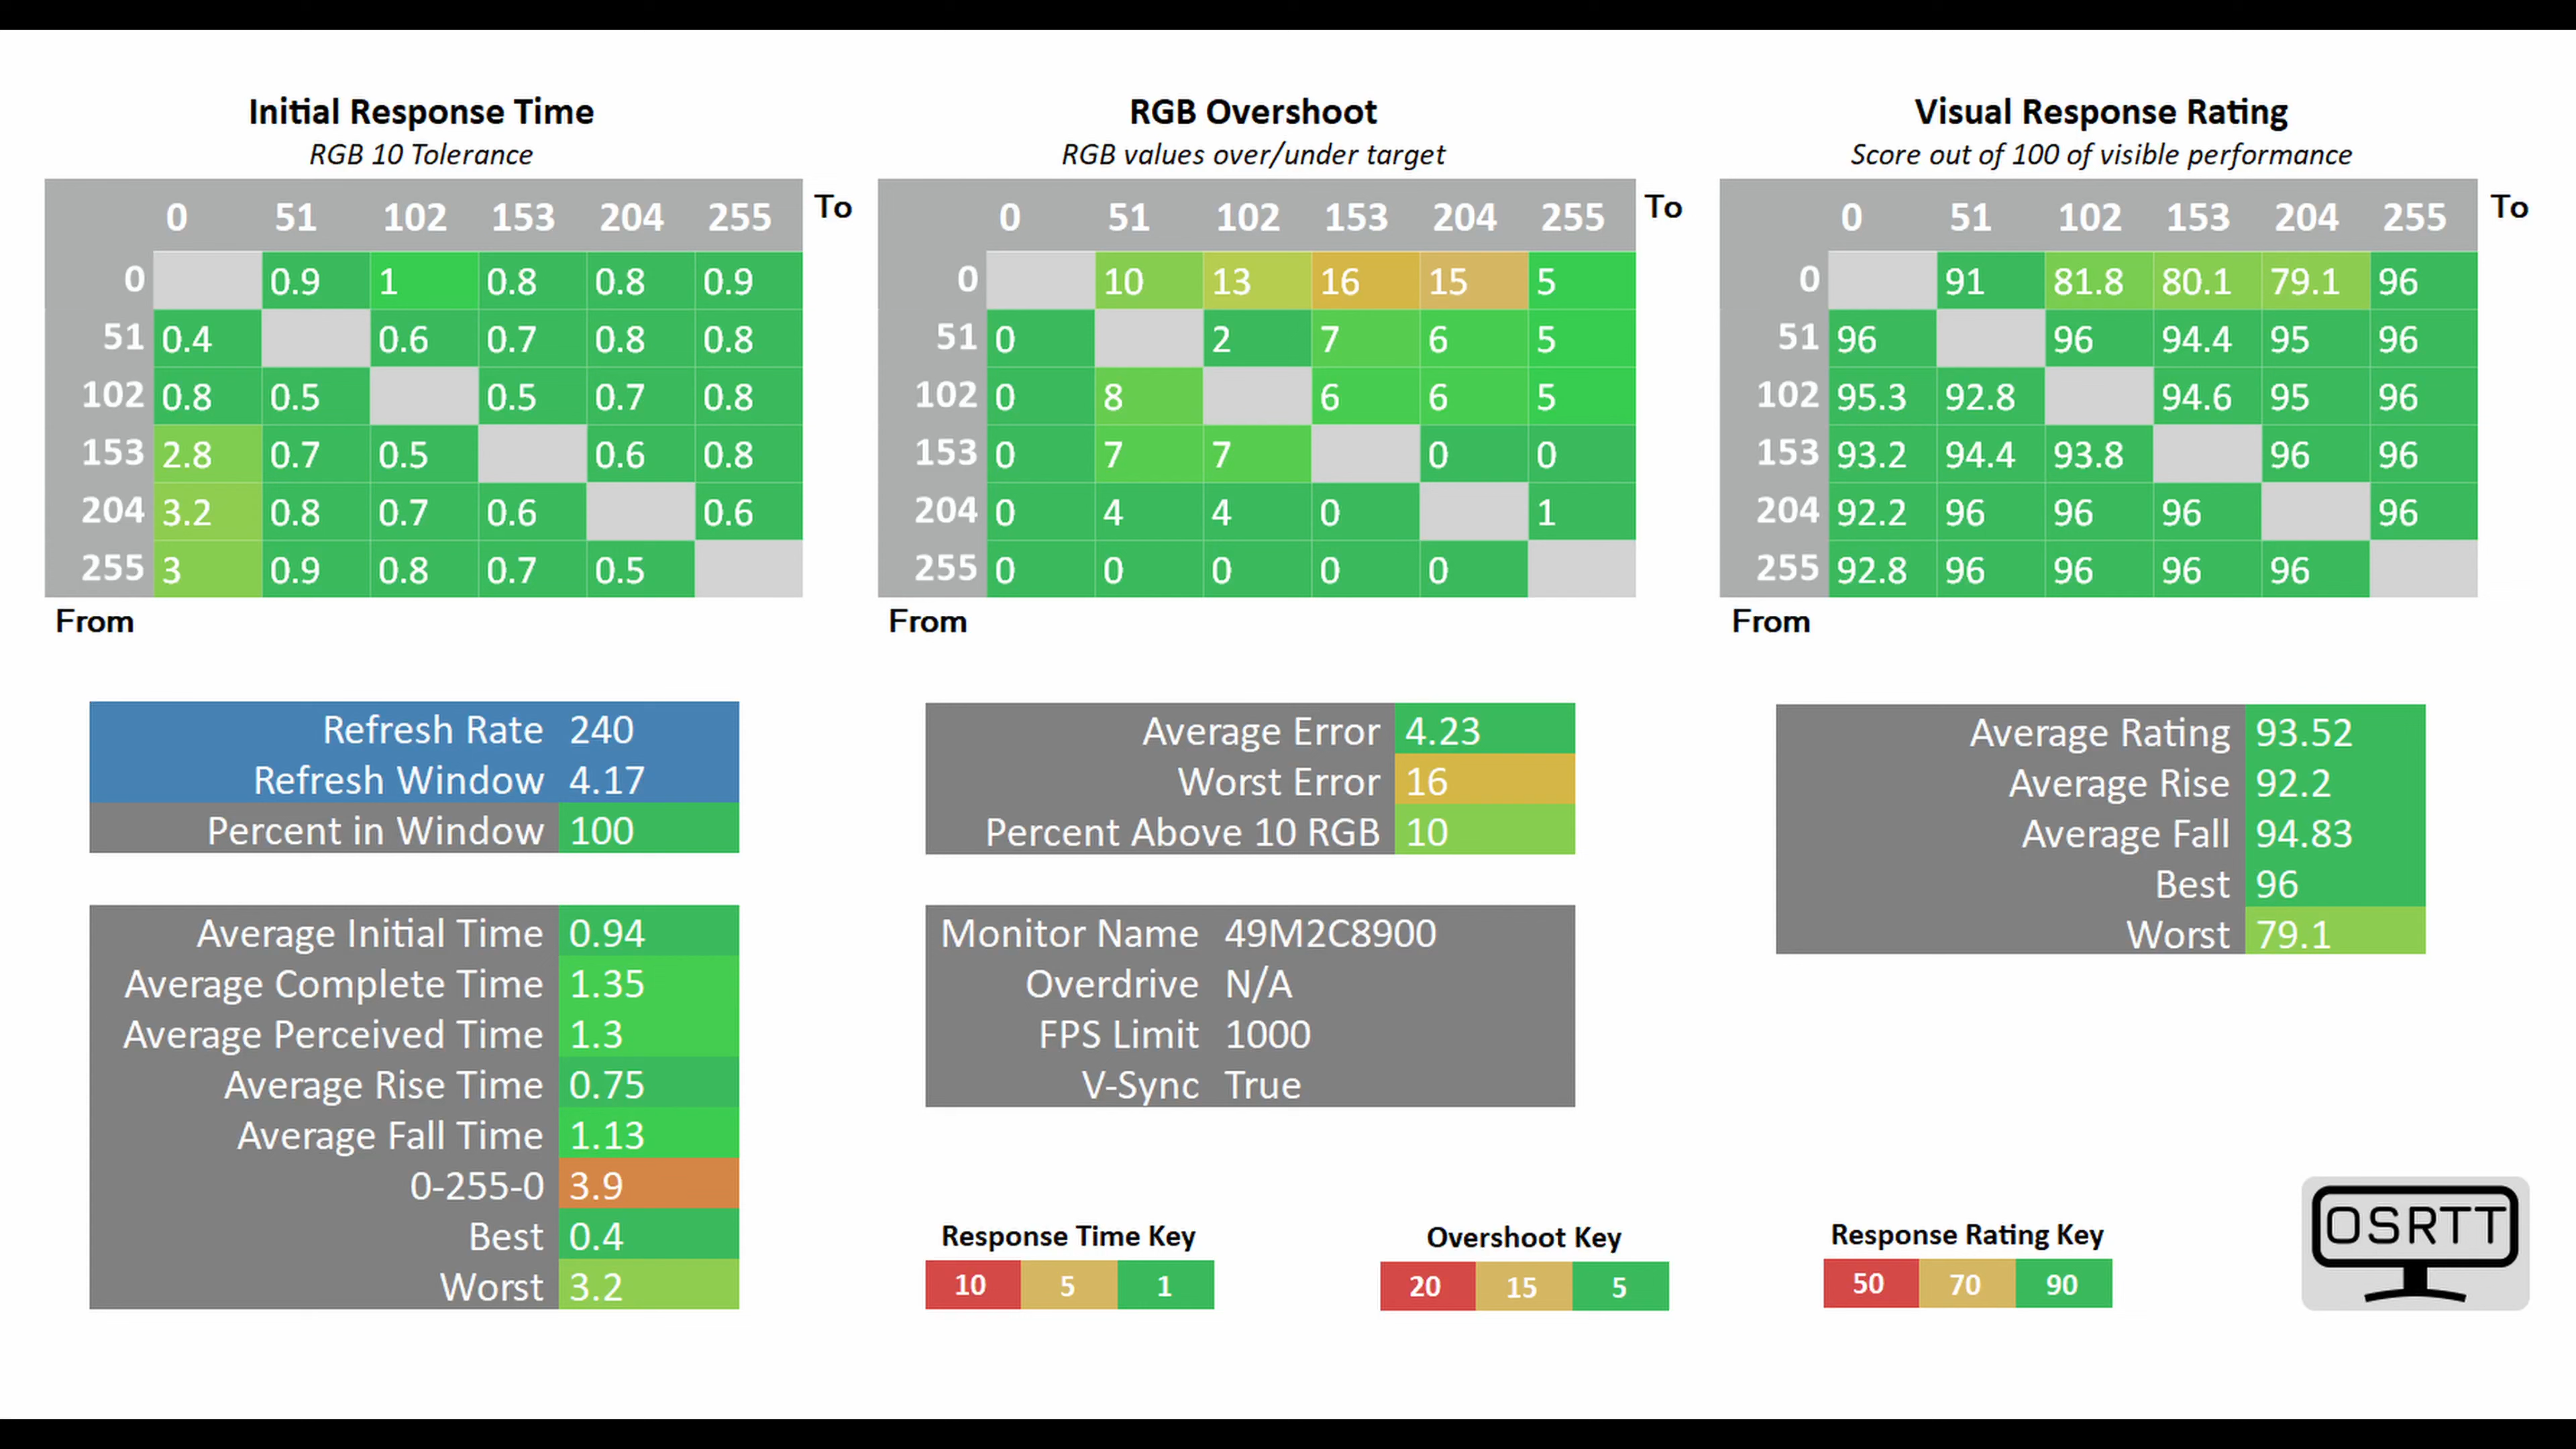 Initial Response Time
RGB 10 Tolerance
0 51 102 153 204 255 To
0 0.9 1 0.8 0.8 0.9
51 0.4 0.6 0.7 0.8 0.8
102 0.8 0.5 0.5 0.7 0.8
153 2.8 0.7 0.5 0.6 0.8
204 3.2 0.8 0.7 0.6 0.6
255 3 0.9 0.8 0.7 0.5
From
RGB Overshoot
RGB values over/under target
0 51 102 153 204 255 To
0 10 13 16 15 5
51 0 2 7 6 5
102 0 8 6 6 5
153 0 7 7 0 0
204 0 4 4 0 1
255 0 0 0 0 0
From
Visual Response Rating
Score out of 100 of visible performance
0 51 102 153 204 255 To
0 91 81.8 80.1 79.1 96
51 96 96 94.4 95 96
102 95.3 92.8 94.6 95 96
153 93.2 94.4 93.8 96 96
204 92.2 96 96 96 96
255 92.8 96 96 96 96
From
Refresh Rate 240
Refresh Window 4.17
Percent in Window 100
Average Initial Time 0.94
Average Complete Time 1.35
Average Perceived Time 1.3
Average Rise Time 0.75
Average Fall Time 1.13
0-255-0 3.9
Best 0.4
Worst 3.2
Average Error 4.23
Worst Error 16
Percent Above 10 RGB 10
Monitor Name 49M2C8900
Overdrive N/A
FPS Limit 1000
V-Sync True
Average Rating 93.52
Average Rise 92.2
Average Fall 94.83
Best 96
Worst 79.1
Response Time Key
10 5 1
Overshoot Key
20 15 5
Response Rating Key
50 70 90
OSRTT